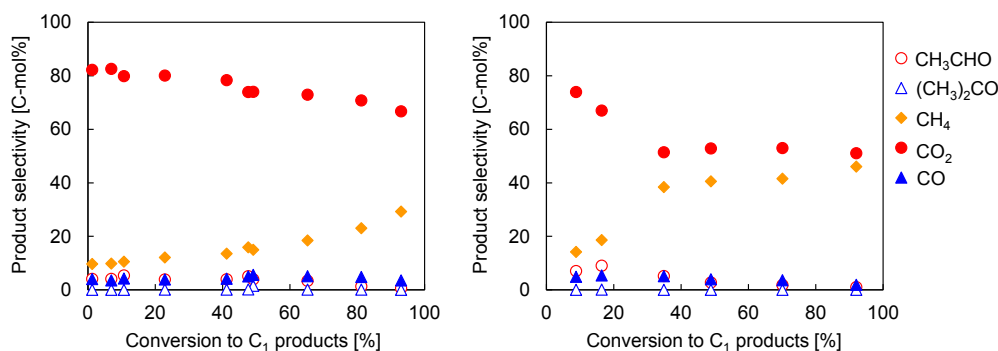 Product selectivity [C-mol%]
100
80
60
40
20
0
0 20 40 60 80 100
Conversion to C₁ products [%]
Product selectivity [C-mol%]
100
80
60
40
20
0
0 20 40 60 80 100
Conversion to C₁ products [%]
CH₃CHO
(CH₃)₂CO
CH₄
CO₂
CO